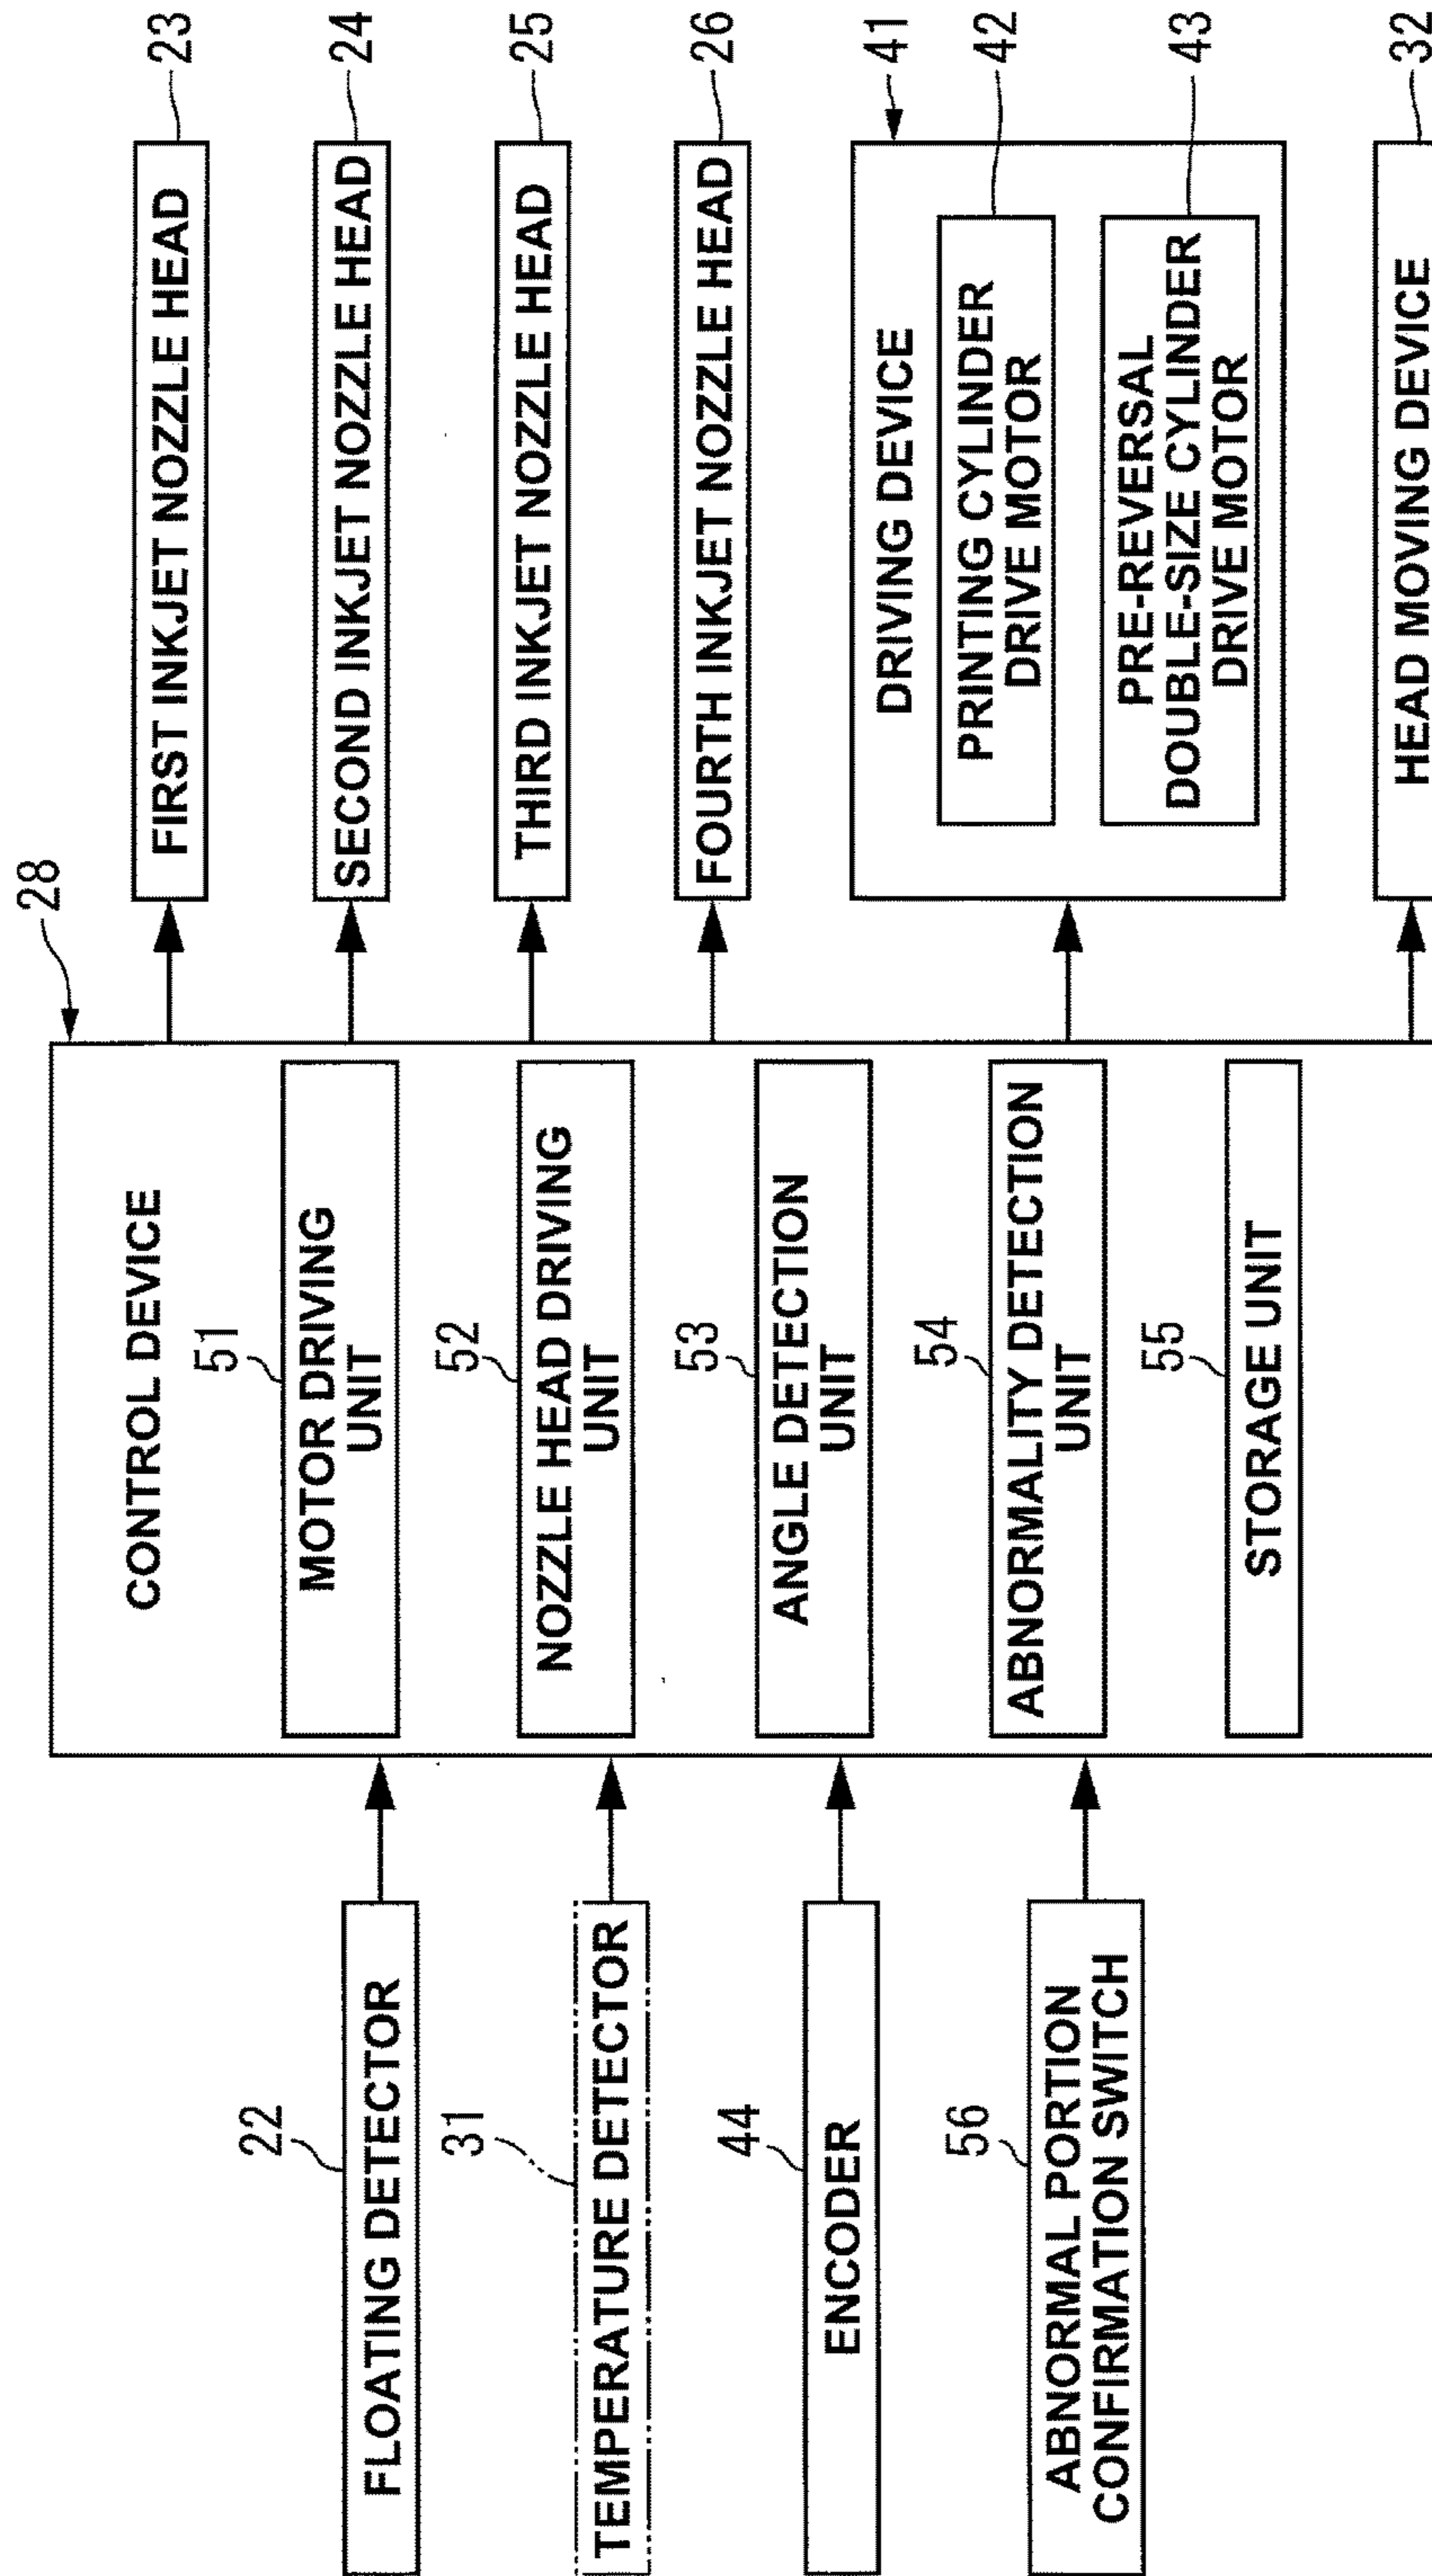 22
FLOATING DETECTOR
31
TEMPERATURE DETECTOR
44
ENCODER
56
ABNORMAL PORTION
CONFIRMATION SWITCH
28
CONTROL DEVICE
51
MOTOR DRIVING
UNIT
52
NOZZLE HEAD DRIVING
UNIT
53
ANGLE DETECTION
UNIT
54
ABNORMALITY DETECTION
UNIT
55
STORAGE UNIT
FIRST INKJET NOZZLE HEAD
23
SECOND INKJET NOZZLE HEAD
24
THIRD INKJET NOZZLE HEAD
25
FOURTH INKJET NOZZLE HEAD
26
41
DRIVING DEVICE
PRINTING CYLINDER
DRIVE MOTOR
42
PRE-REVERSAL
DOUBLE-SIZE CYLINDER
DRIVE MOTOR
43
HEAD MOVING DEVICE
32